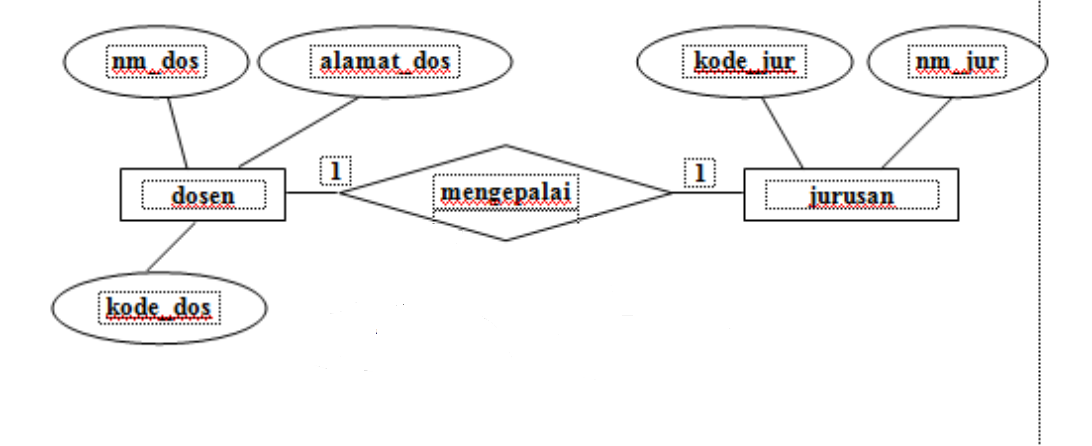 nm_dos
alamat_dos
kode_jur
nm_jur
1
1
dosen
mengepalai
jurusan
kode_dos